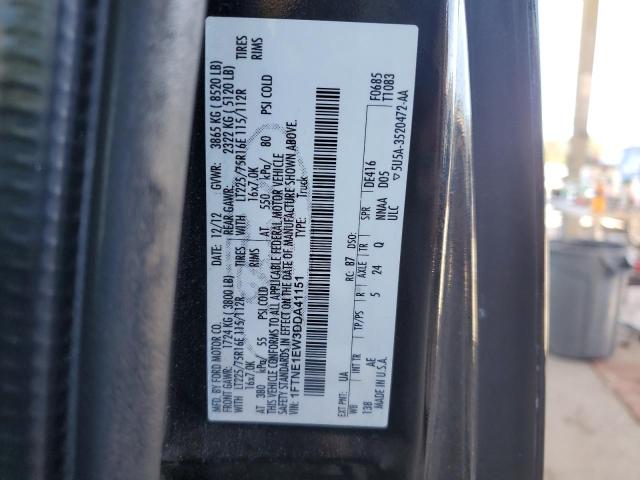 MFD. BY FORD MOTOR CO.
DATE: 12/12
GVWR: 3865 KG ( 8520 LB)
FRONT GAWR: 1724 KG ( 3800 LB)
REAR GAWR: 2322 KG ( 5120 LB)
WITH LT225/75R16E 115/112R TIRES
WITH LT225/75R16E 115/112R TIRES
16x7.0K RIMS
16x7.0K RIMS
AT 380 kPa/ 55 PSI COLD
AT 550 kPa/ 80 PSI COLD
THIS VEHICLE CONFORMS TO ALL APPLICABLE FEDERAL MOTOR VEHICLE
SAFETY STANDARDS IN EFFECT ON THE DATE OF MANUFACTURE SHOWN ABOVE.
VIN: 1FTNE1EW3DDA41151
TYPE: Truck
F0685
T1083
EXT PNT: UA RC: 87 DSO:
WB INT TR TP/PS R AXLE TR SPR DE416
138 AE 5 24 Q NNAA D05
MADE IN U.S.A. ULC
▽5U5A-3520472-AA